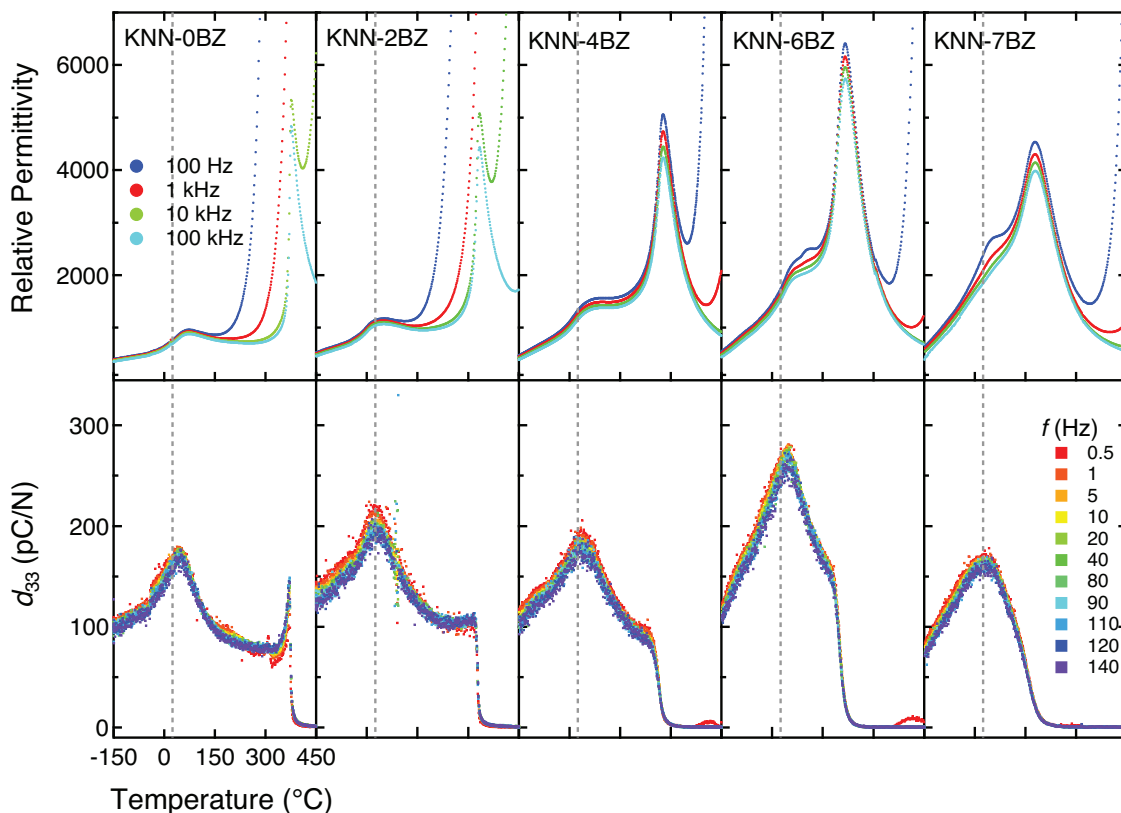 KNN-0BZ KNN-2BZ KNN-4BZ KNN-6BZ KNN-7BZ
Relative Permittivity
6000
4000
2000
100 Hz
1 kHz
10 kHz
100 kHz
d33 (pC/N)
300
200
100
0
f (Hz)
0.5
1
5
10
20
40
80
90
110
120
140
-150 0 150 300 450
Temperature (°C)